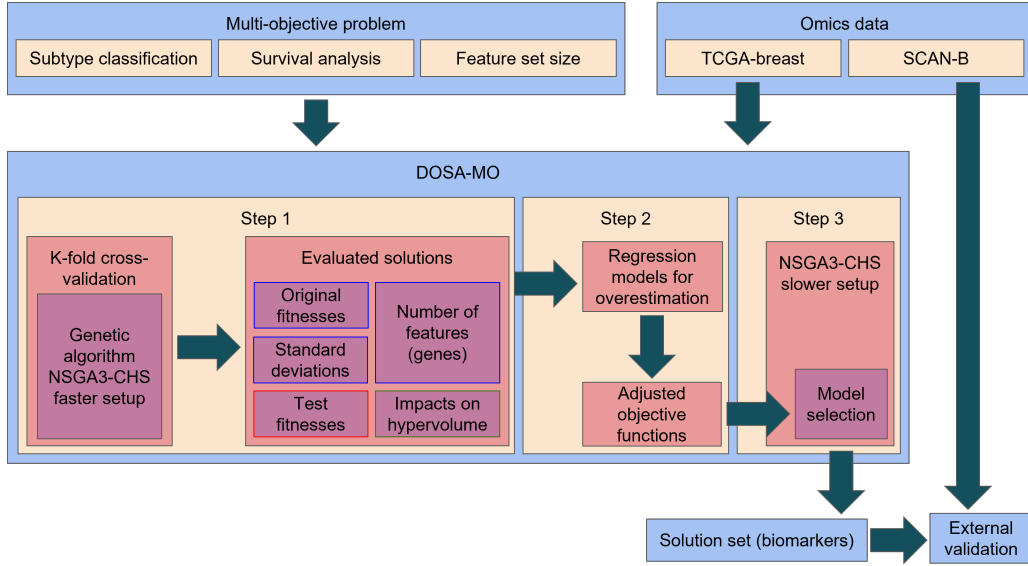 Multi-objective problem
Subtype classification
Survival analysis
Feature set size
Omics data
TCGA-breast
SCAN-B
DOSA-MO
Step 1
K-fold cross-
validation
Genetic
algorithm
NSGA3-CHS
faster setup
Evaluated solutions
Original
fitnesses
Number of
features
(genes)
Standard
deviations
Test
fitnesses
Impacts on
hypervolume
Step 2
Regression
models for
overestimation
Adjusted
objective
functions
Step 3
NSGA3-CHS
slower setup
Model
selection
Solution set (biomarkers)
External
validation